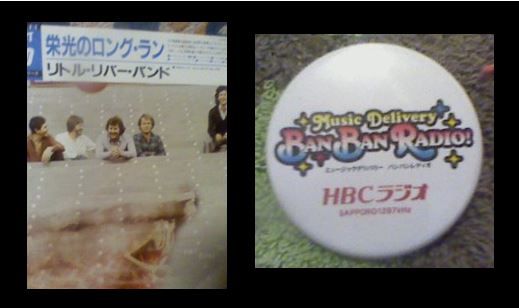 栄光のロング・ラン
リトル・リバー・バンド
Music Delivery
BAN BAN RADIO!
ミュージックデリバリー バンバンレディオ
HBCラジオ
SAPPORO1287kHz